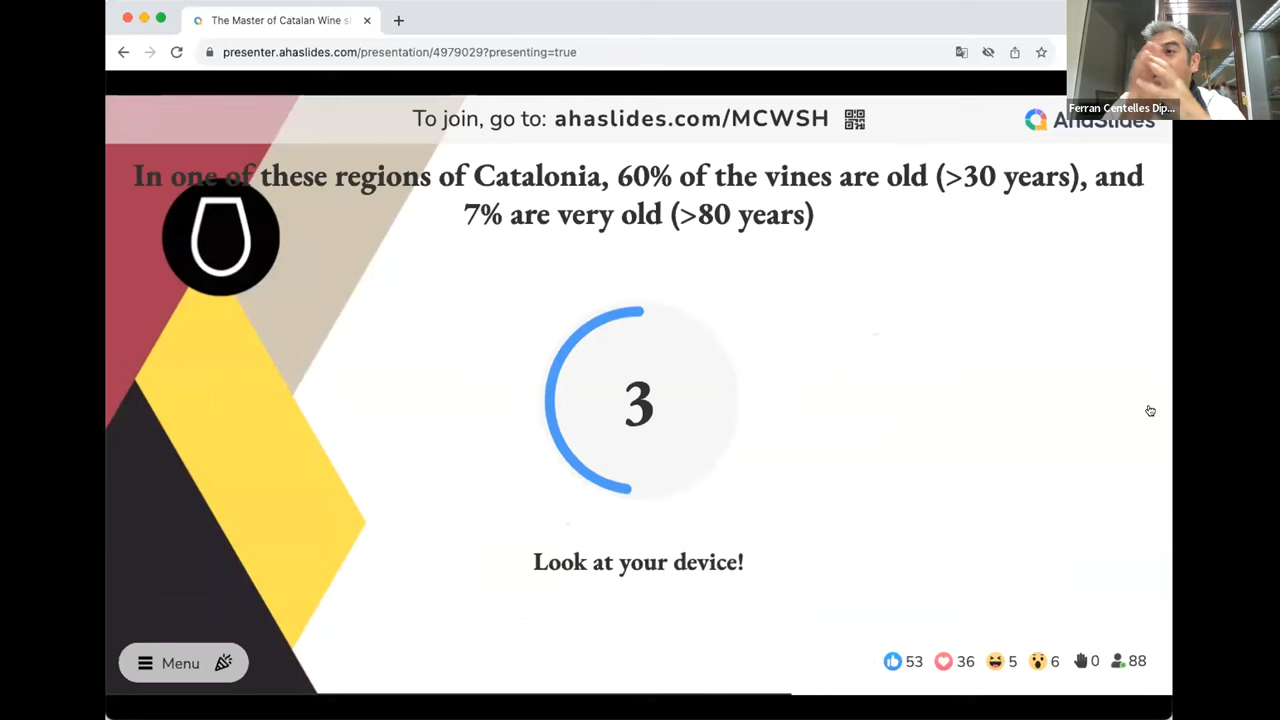 The Master of Catalan Wine s
presenter.ahaslides.com/presentation/4979029?presenting=true
Ferran Centelles Dip...
To join, go to: ahaslides.com/MCWSH
AhaSlides
In one of these regions of Catalonia, 60% of the vines are old (>30 years), and
7% are very old (>80 years)
3
Look at your device!
Menu
53 36 5 6 0 88